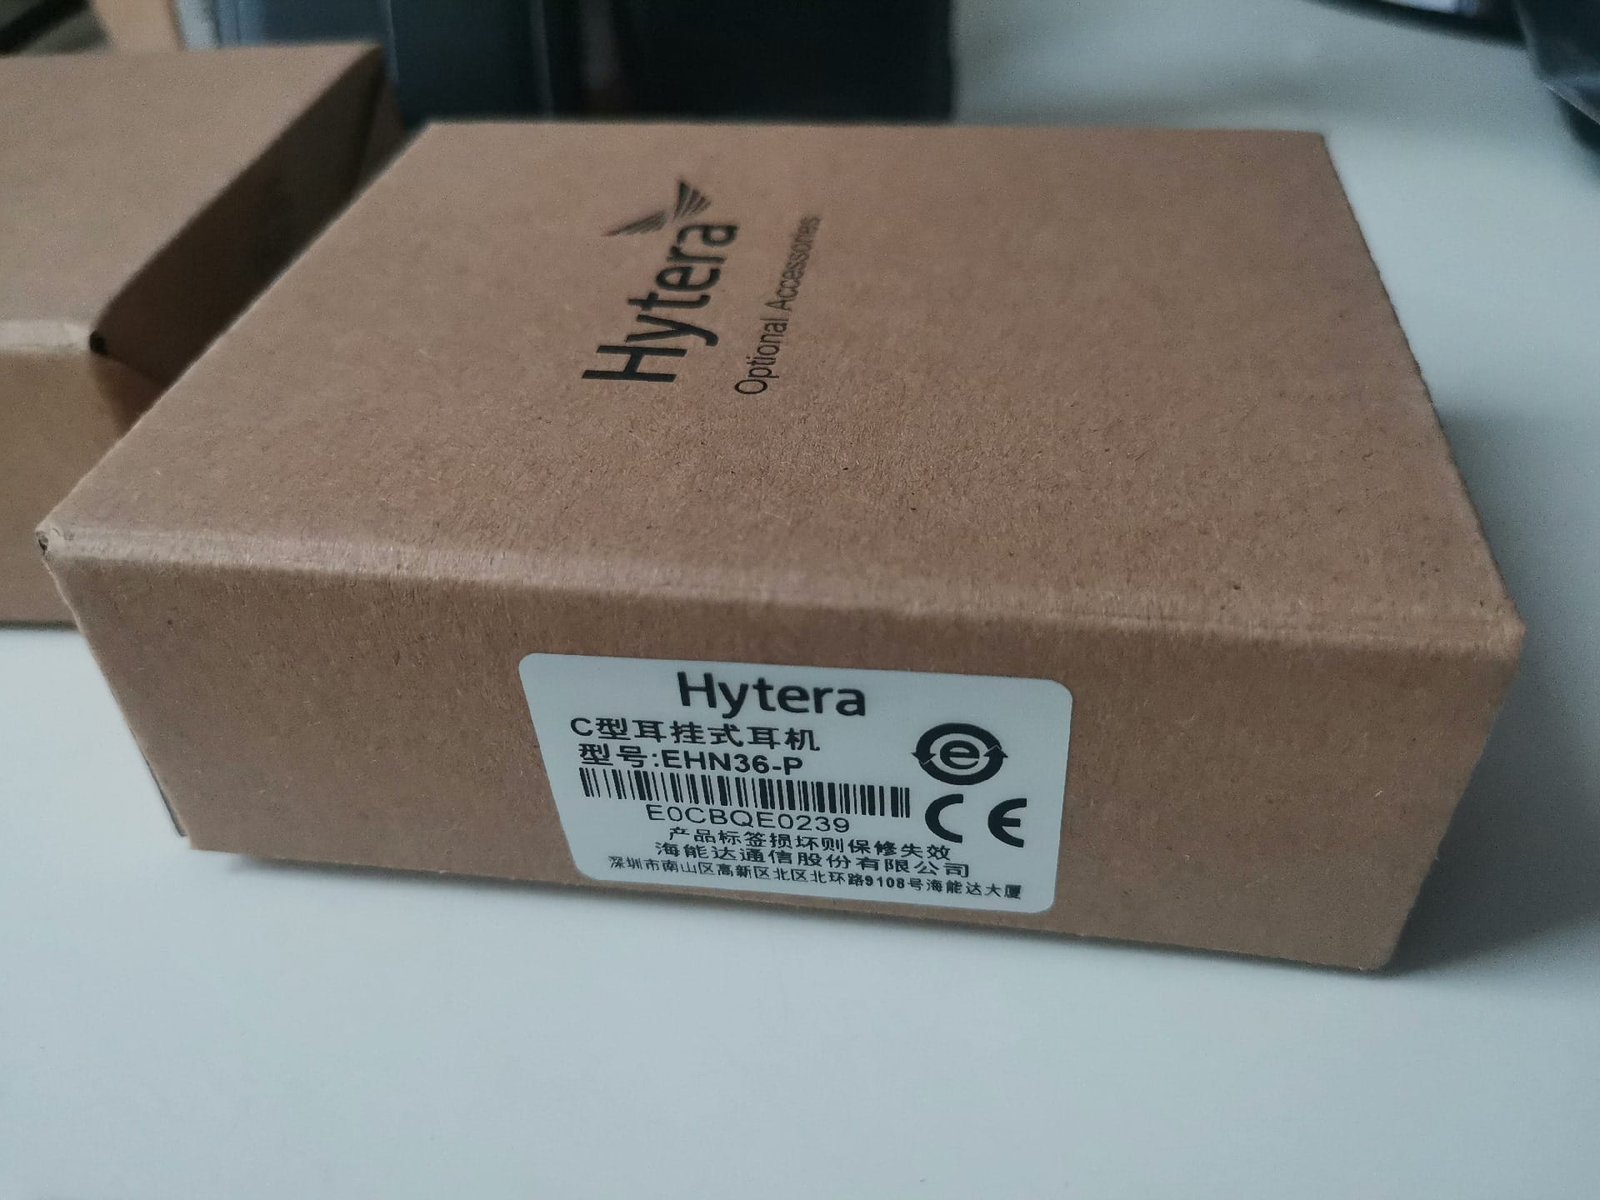 Hytera
Optional Accessories
Hytera
C型耳挂式耳机
型号:EHN36-P
E0CBQE0239
产品标签损坏则保修失效
海能达通信股份有限公司
深圳市南山区高新区北区北环路9108号海能达大厦
e
CE